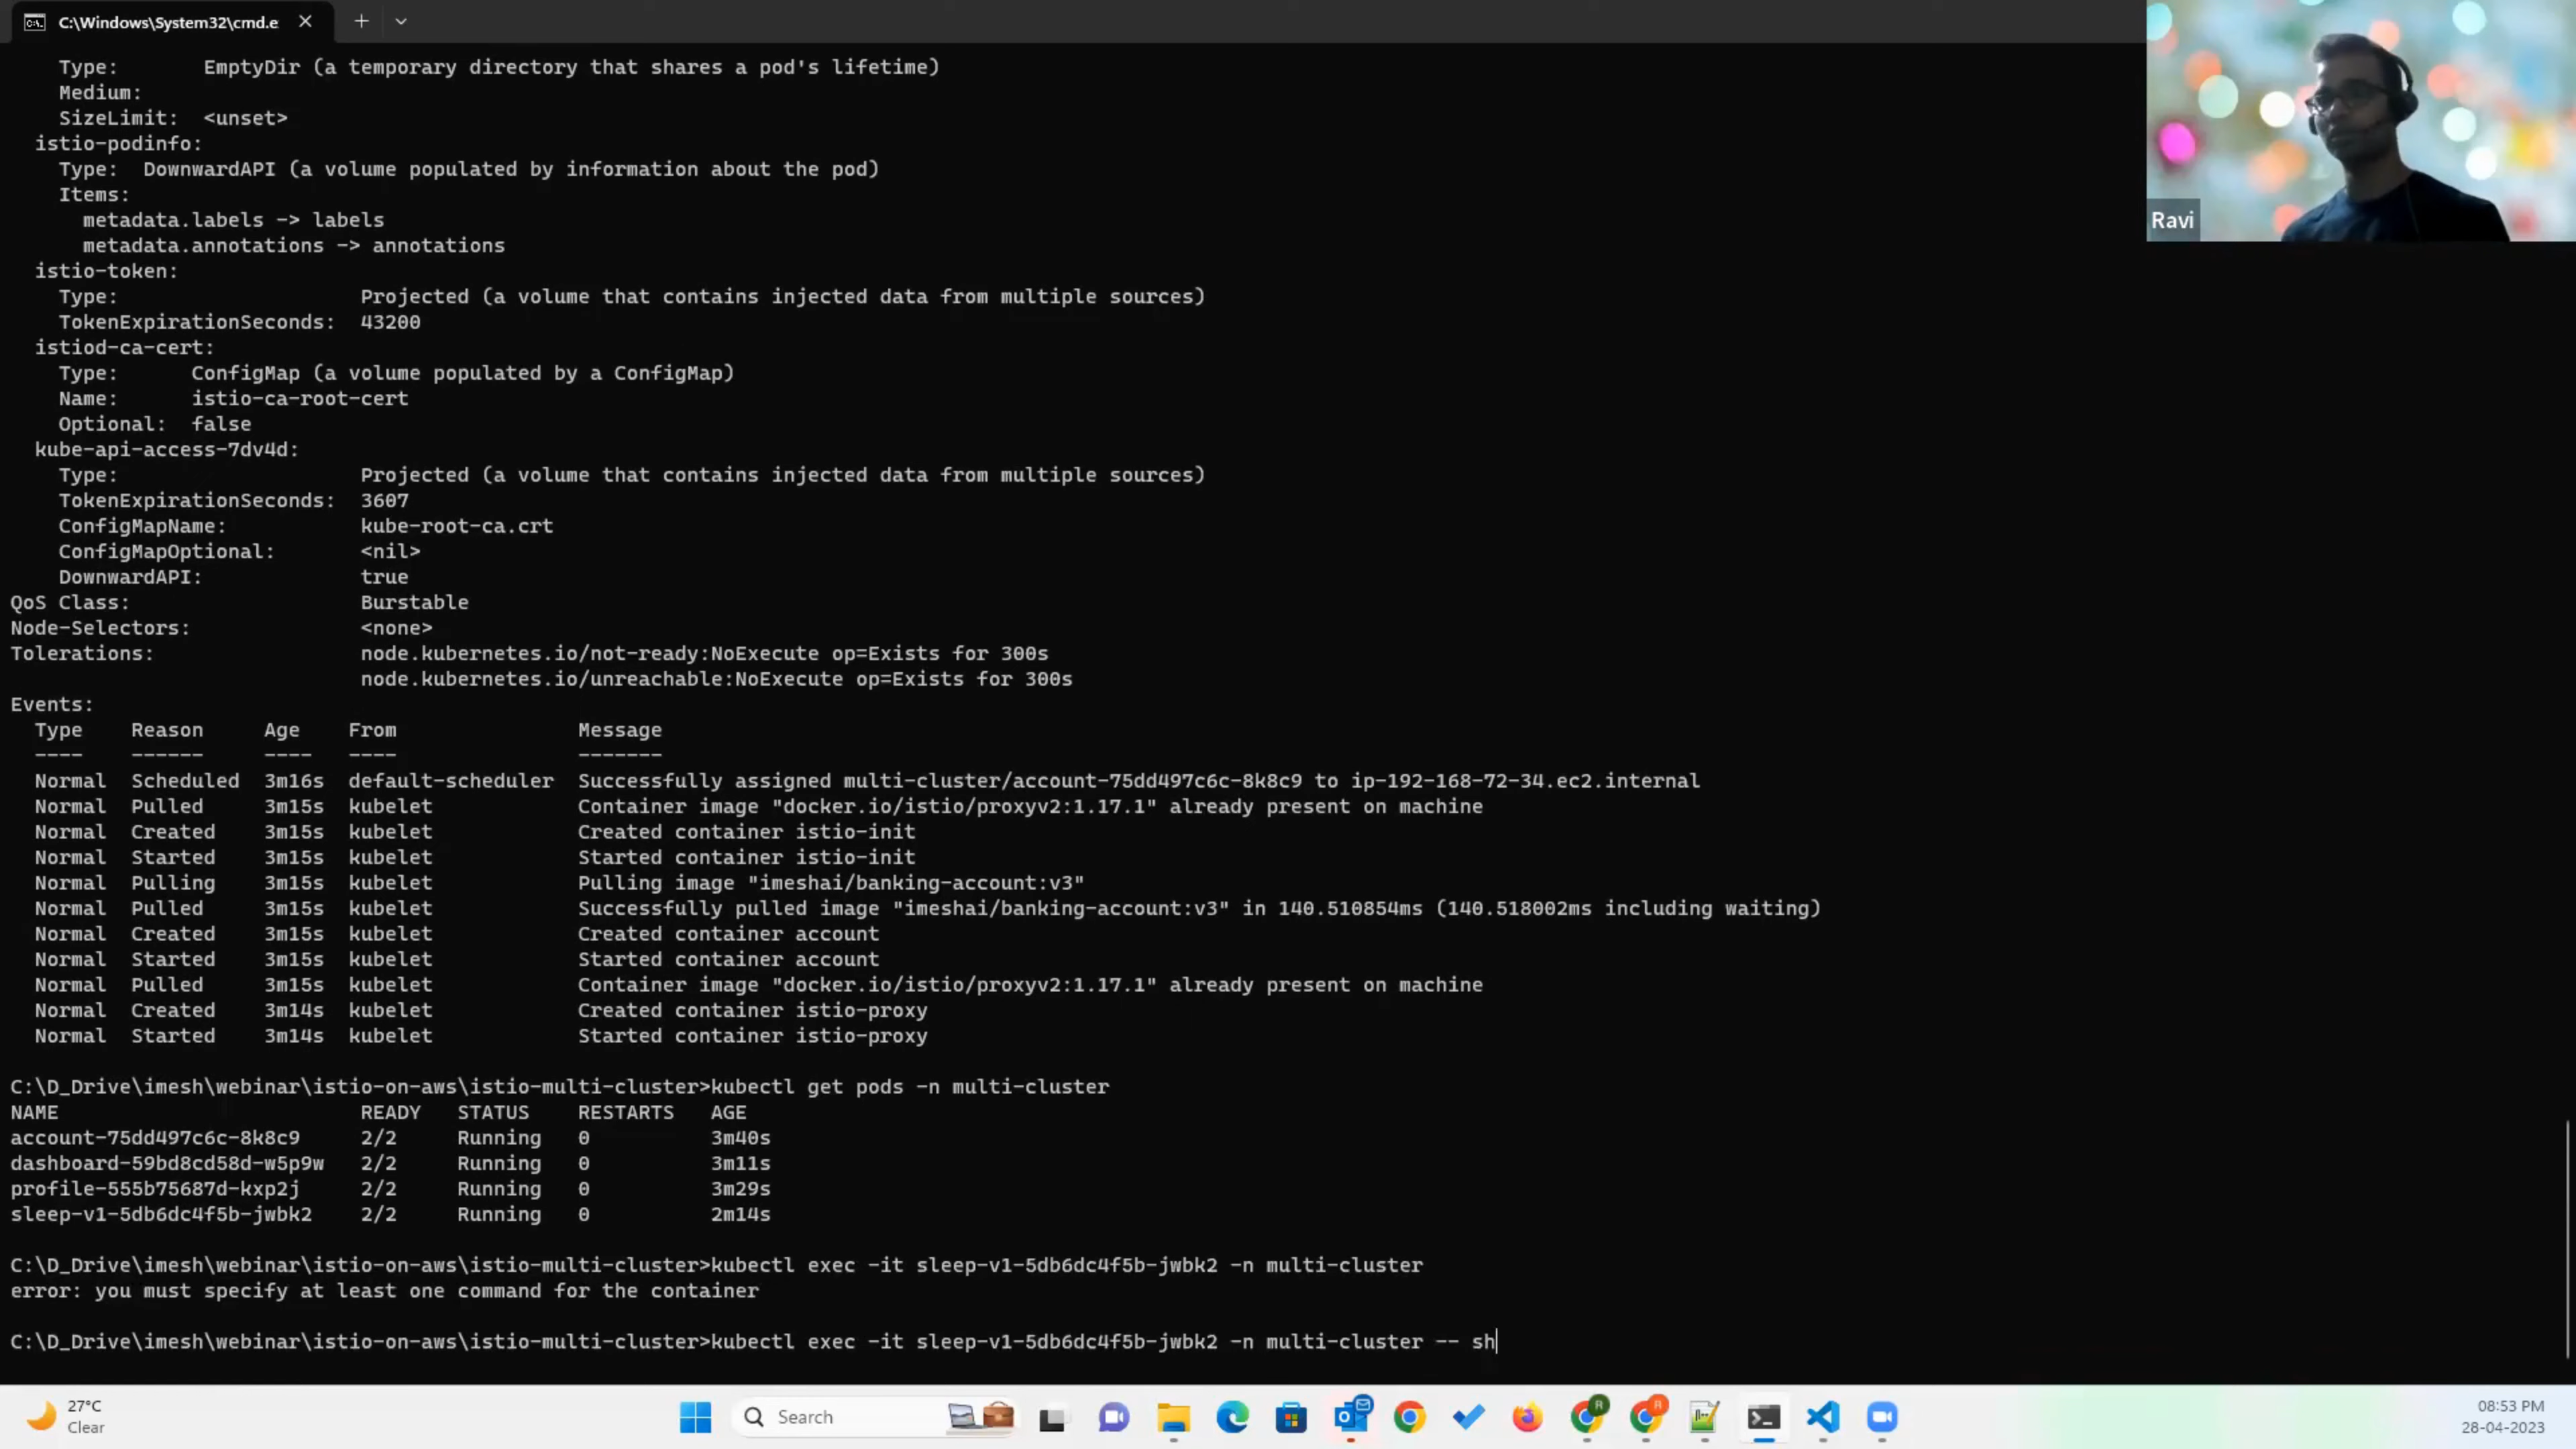 C:\Windows\System32\cmd.e
Type: EmptyDir (a temporary directory that shares a pod's lifetime)
Medium:
SizeLimit: <unset>
istio-podinfo:
Type: DownwardAPI (a volume populated by information about the pod)
Items:
metadata.labels -> labels
metadata.annotations -> annotations
istio-token:
Type: Projected (a volume that contains injected data from multiple sources)
TokenExpirationSeconds: 43200
istiod-ca-cert:
Type: ConfigMap (a volume populated by a ConfigMap)
Name: istio-ca-root-cert
Optional: false
kube-api-access-7dv4d:
Type: Projected (a volume that contains injected data from multiple sources)
TokenExpirationSeconds: 3607
ConfigMapName: kube-root-ca.crt
ConfigMapOptional: <nil>
DownwardAPI: true
QoS Class: Burstable
Node-Selectors: <none>
Tolerations: node.kubernetes.io/not-ready:NoExecute op=Exists for 300s
node.kubernetes.io/unreachable:NoExecute op=Exists for 300s
Events:
Type Reason Age From Message
---- ------ ---- ---- -------
Normal Scheduled 3m16s default-scheduler Successfully assigned multi-cluster/account-75dd497c6c-8k8c9 to ip-192-168-72-34.ec2.internal
Normal Pulled 3m15s kubelet Container image "docker.io/istio/proxyv2:1.17.1" already present on machine
Normal Created 3m15s kubelet Created container istio-init
Normal Started 3m15s kubelet Started container istio-init
Normal Pulling 3m15s kubelet Pulling image "imeshai/banking-account:v3"
Normal Pulled 3m15s kubelet Successfully pulled image "imeshai/banking-account:v3" in 140.510854ms (140.518002ms including waiting)
Normal Created 3m15s kubelet Created container account
Normal Started 3m15s kubelet Started container account
Normal Pulled 3m15s kubelet Container image "docker.io/istio/proxyv2:1.17.1" already present on machine
Normal Created 3m14s kubelet Created container istio-proxy
Normal Started 3m14s kubelet Started container istio-proxy
C:\D_Drive\imesh\webinar\istio-on-aws\istio-multi-cluster>kubectl get pods -n multi-cluster
NAME READY STATUS RESTARTS AGE
account-75dd497c6c-8k8c9 2/2 Running 0 3m40s
dashboard-59bd8cd58d-w5p9w 2/2 Running 0 3m11s
profile-555b75687d-kxp2j 2/2 Running 0 3m29s
sleep-v1-5db6dc4f5b-jwbk2 2/2 Running 0 2m14s
C:\D_Drive\imesh\webinar\istio-on-aws\istio-multi-cluster>kubectl exec -it sleep-v1-5db6dc4f5b-jwbk2 -n multi-cluster
error: you must specify at least one command for the container
C:\D_Drive\imesh\webinar\istio-on-aws\istio-multi-cluster>kubectl exec -it sleep-v1-5db6dc4f5b-jwbk2 -n multi-cluster -- sh
Ravi
27°C
Clear
Search
R
R
08:53 PM
28-04-2023